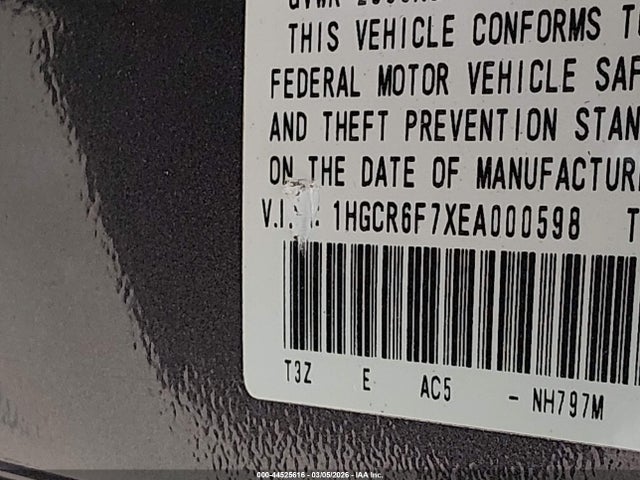 THIS VEHICLE CONFORMS T
FEDERAL MOTOR VEHICLE SAF
AND THEFT PREVENTION STAN
ON THE DATE OF MANUFACTUR
V.I. : 1HGCR6F7XEA000598 T
T3Z E AC5 - NH797M
000-44525616 - 03/05/2026 - IAA Inc.